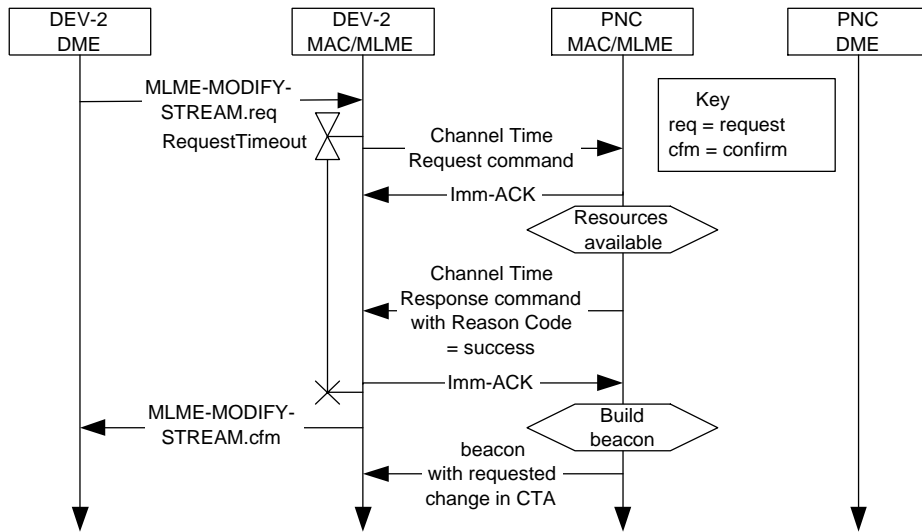 DEV-2
DME
DEV-2
MAC/MLME
PNC
MAC/MLME
PNC
DME
MLME-MODIFY-
STREAM.req
RequestTimeout
Key
req = request
cfm = confirm
Channel Time
Request command
Imm-ACK
Resources
available
Channel Time
Response command
with Reason Code
= success
Imm-ACK
MLME-MODIFY-
STREAM.cfm
Build
beacon
beacon
with requested
change in CTA